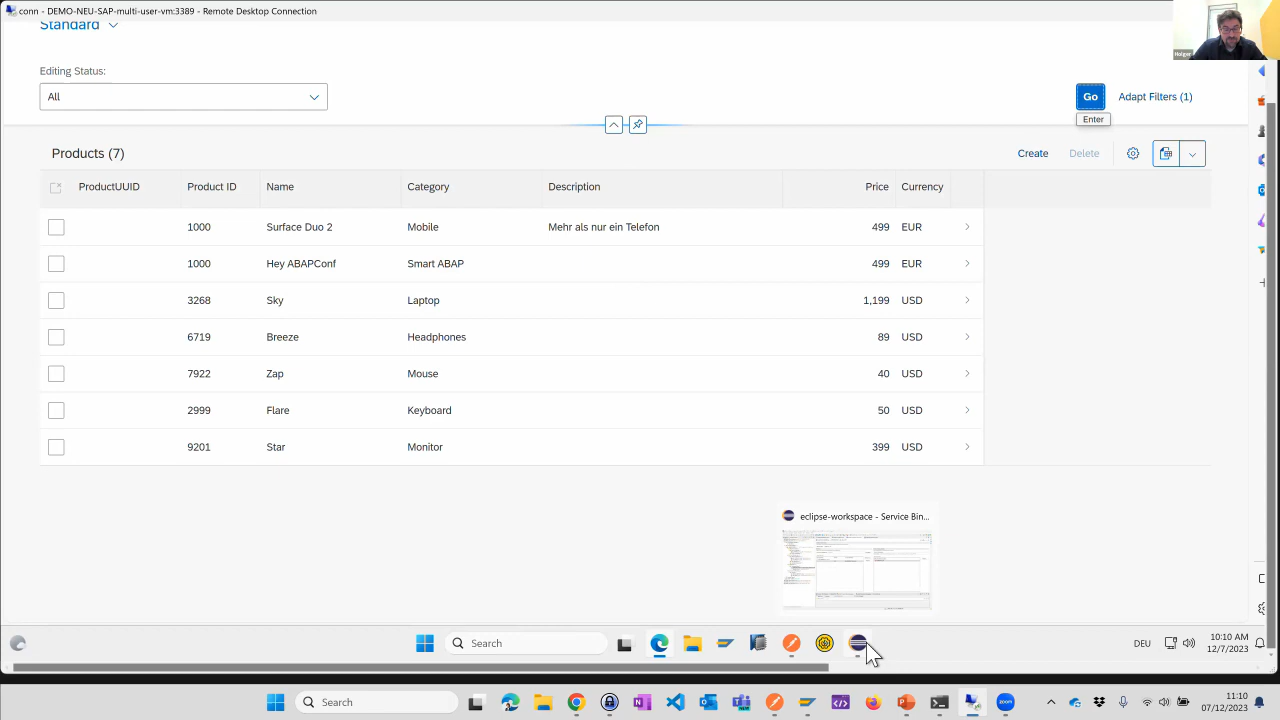 conn - DEMO-NEU-SAP-multi-user-vm:3389 - Remote Desktop Connection
Holger
Standard
Editing Status:
All
Go
Adapt Filters (1)
Enter
Products (7)
Create
Delete
ProductUUID Product ID Name Category Description Price Currency
1000 Surface Duo 2 Mobile Mehr als nur ein Telefon 499 EUR
1000 Hey ABAPConf Smart ABAP 499 EUR
3268 Sky Laptop 1,199 USD
6719 Breeze Headphones 89 USD
7922 Zap Mouse 40 USD
2999 Flare Keyboard 50 USD
9201 Star Monitor 399 USD
eclipse-workspace - Service Bin...
Search
DEU
10:10 AM
12/7/2023
Search
zoom
11:10
07/12/2023